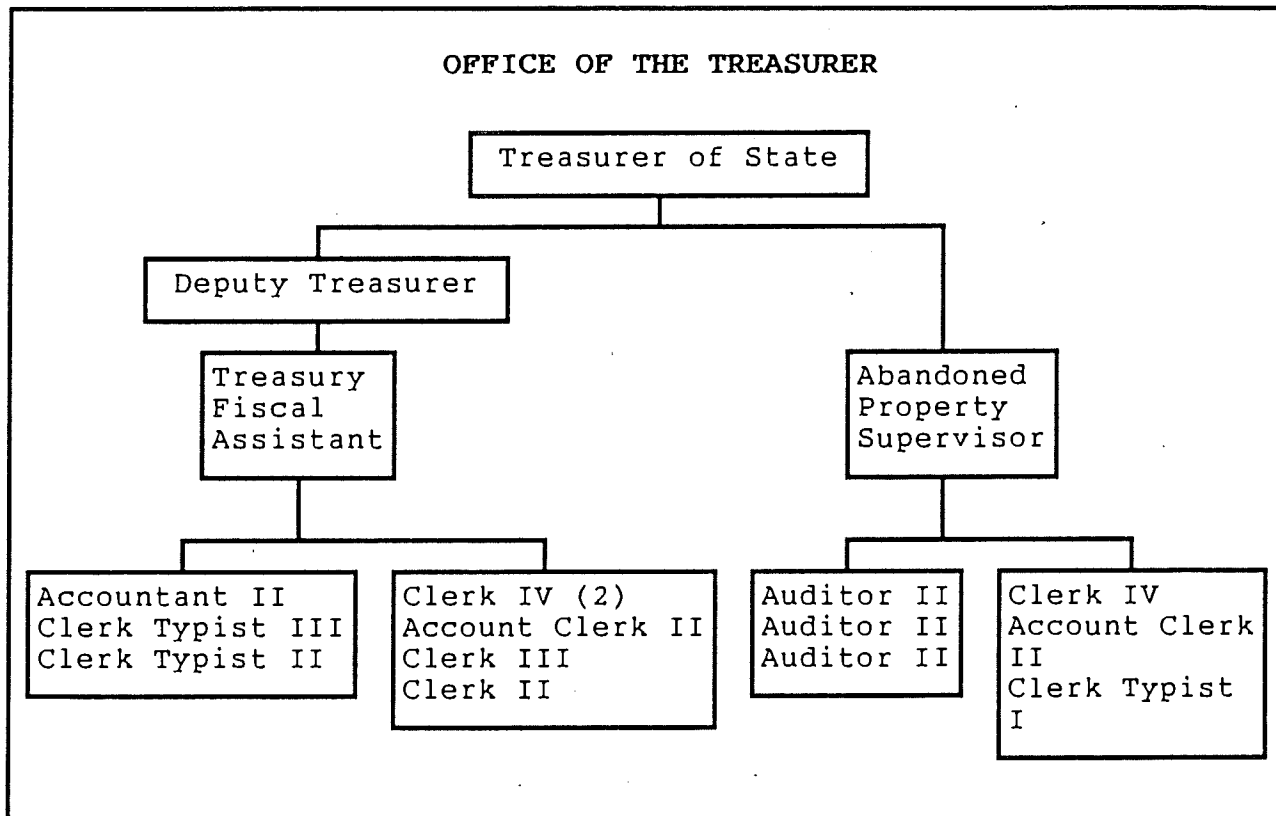 OFFICE OF THE TREASURER
Treasurer of State
Deputy Treasurer
Treasury
Fiscal
Assistant
Abandoned
Property
Supervisor
Accountant II
Clerk Typist III
Clerk Typist II
Clerk IV (2)
Account Clerk II
Clerk III
Clerk II
Auditor II
Auditor II
Auditor II
Clerk IV
Account Clerk
II
Clerk Typist
I